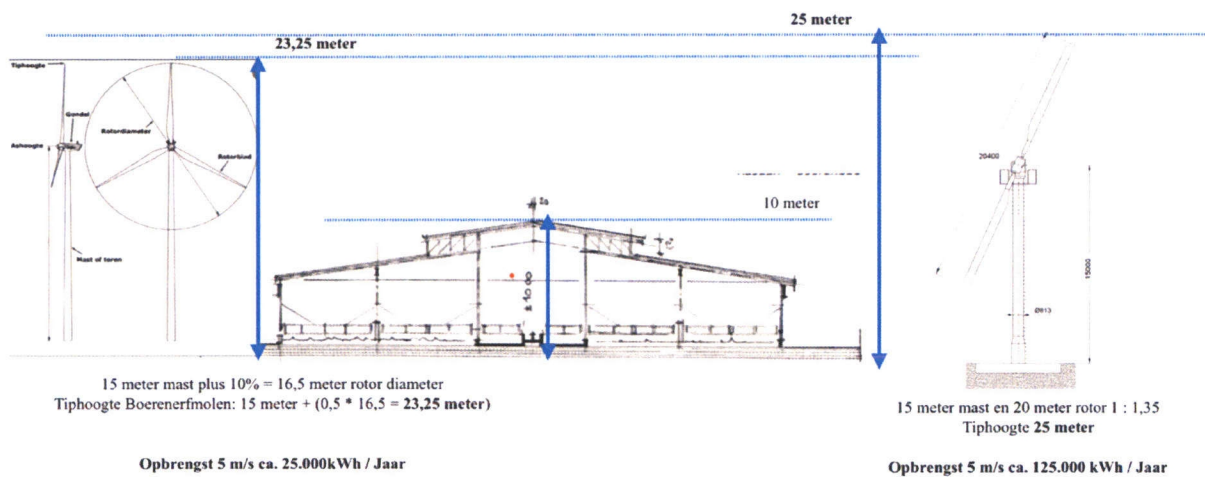 25 meter
23,25 meter
Tiphoogte
Gondel
Rotordiameter
Ashoogte
Rotorblad
10 meter
20400
Mast of toren
15000
Ø813
15 meter mast plus 10% = 16,5 meter rotor diameter
Tiphoogte Boerenerfmolen: 15 meter + (0,5 * 16,5 = 23,25 meter)
15 meter mast en 20 meter rotor 1 : 1,35
Tiphoogte 25 meter
Opbrengst 5 m/s ca. 25.000kWh / Jaar
Opbrengst 5 m/s ca. 125.000 kWh / Jaar